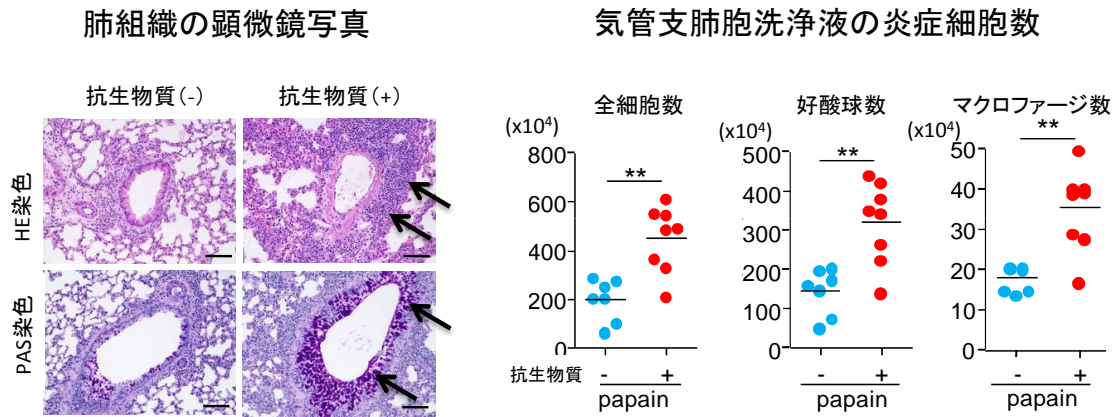 肺組織の顕微鏡写真
抗生物質(-)
抗生物質(+)
HE染色
PAS染色
気管支肺胞洗浄液の炎症細胞数
全細胞数
(x10⁴)
800
600
400
200
0
**
抗生物質
-
+
papain
好酸球数
(x10⁴)
500
400
300
200
100
0
**
-
+
papain
マクロファージ数
(x10⁴)
50
40
30
20
10
0
**
-
+
papain